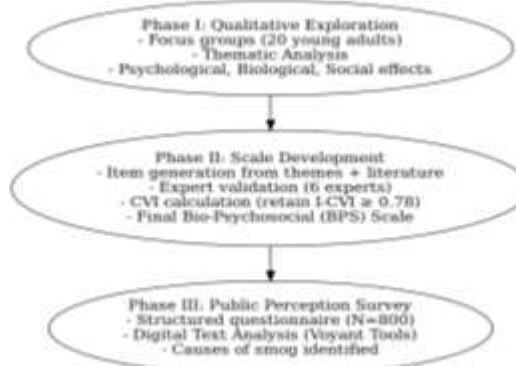 Phase I: Qualitative Exploration
- Focus groups (20 young adults)
- Thematic Analysis
- Psychological, Biological, Social effects
Phase II: Scale Development
- Item generation from themes + literature
- Expert validation (6 experts)
- CVI calculation (retain I-CVI ≥ 0.78)
- Final Bio-Psychosocial (BPS) Scale
Phase III: Public Perception Survey
- Structured questionnaire (N=800)
- Digital Text Analysis (Voyant Tools)
- Causes of smog identified